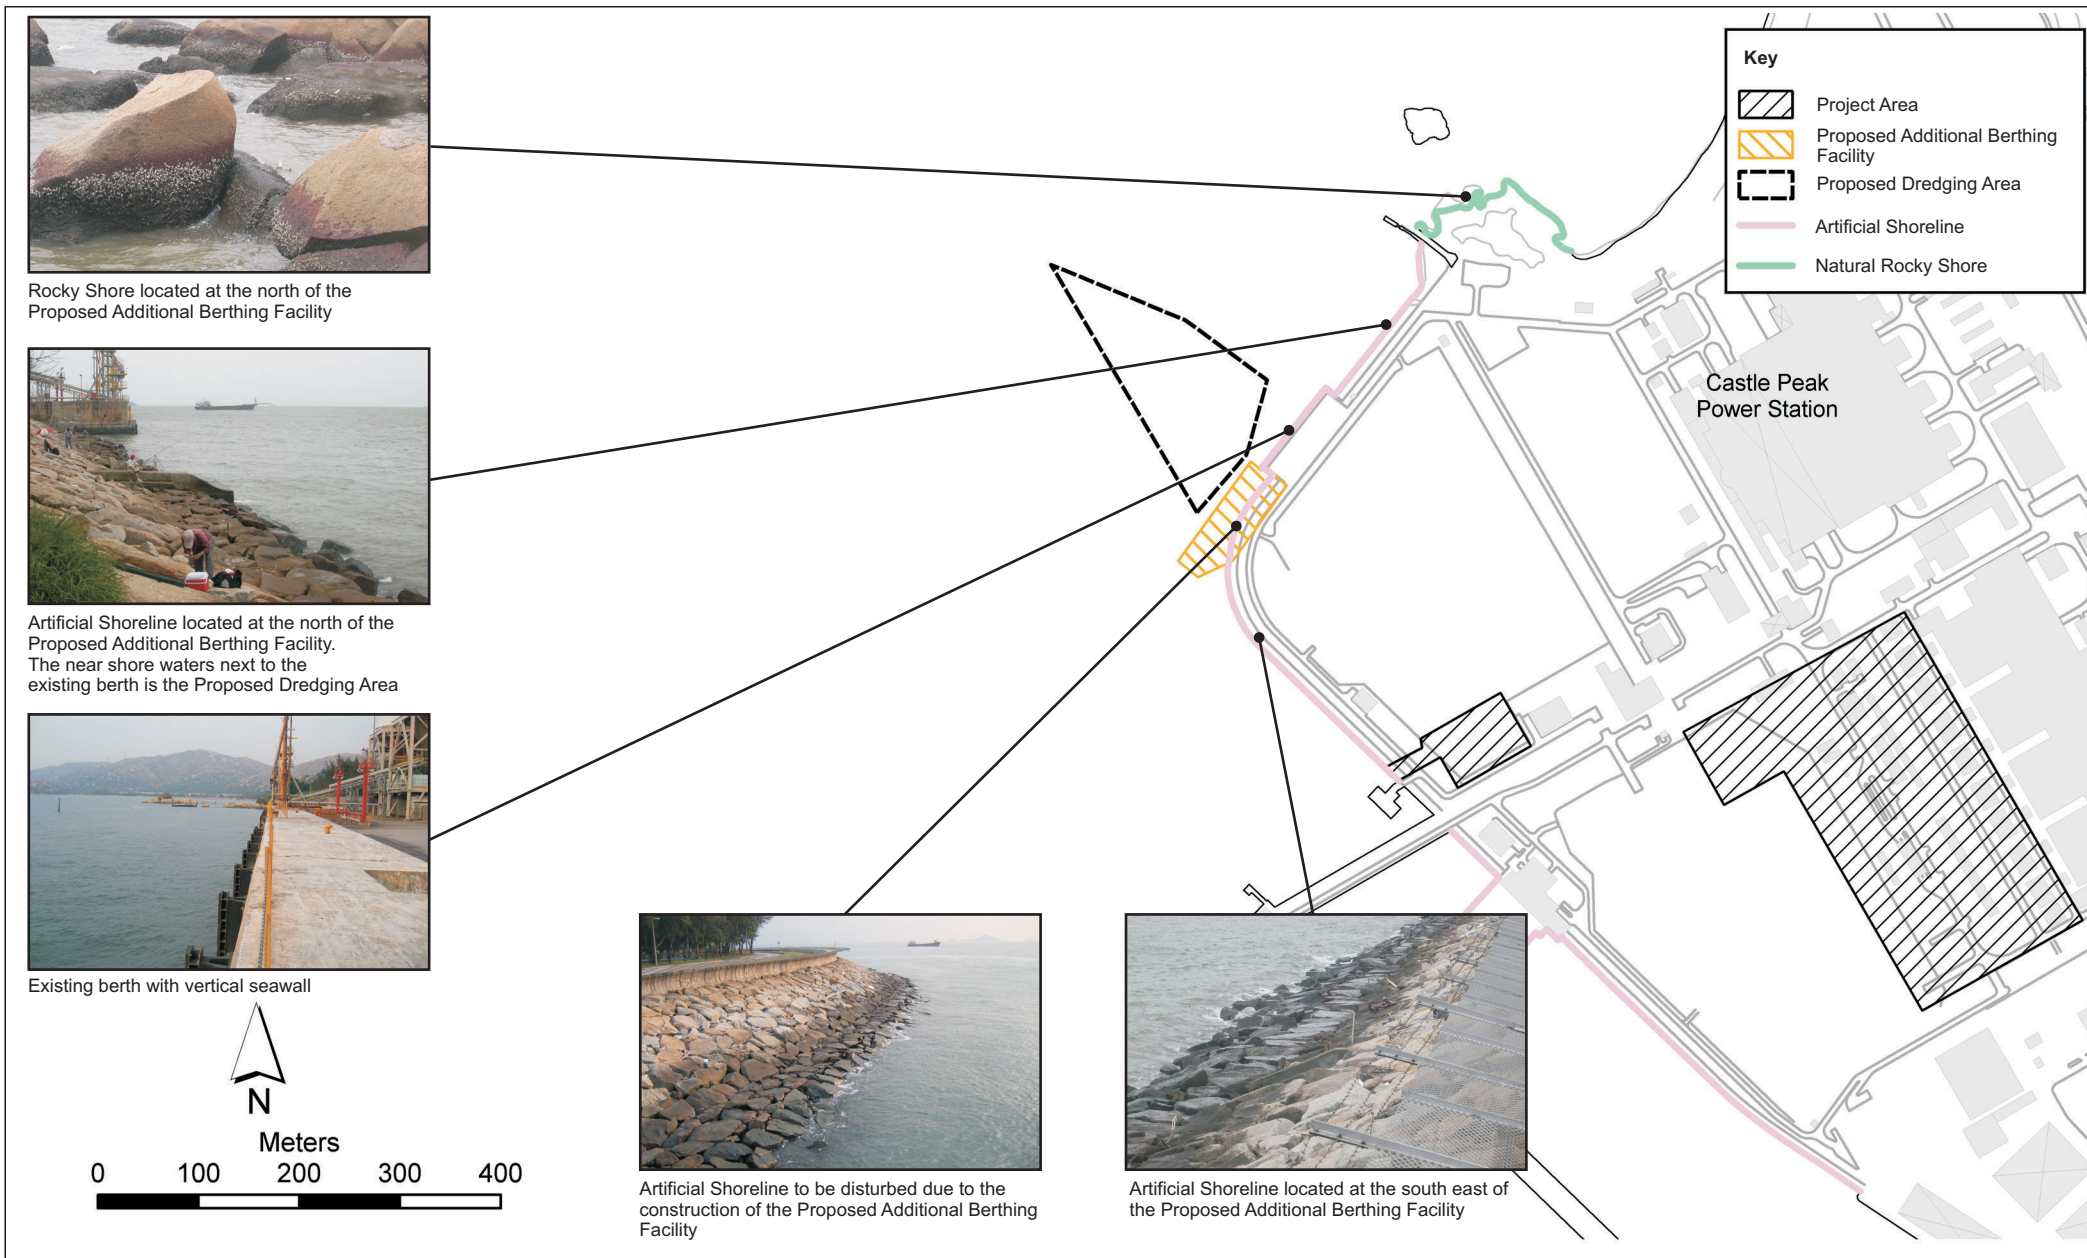 Rocky Shore located at the north of the
Proposed Additional Berthing Facility
Artificial Shoreline located at the north of the
Proposed Additional Berthing Facility.
The near shore waters next to the
existing berth is the Proposed Dredging Area
Existing berth with vertical seawall
N
Meters
0 100 200 300 400
Artificial Shoreline to be disturbed due to the
construction of the Proposed Additional Berthing
Facility
Artificial Shoreline located at the south east of
the Proposed Additional Berthing Facility
Castle Peak
Power Station
Key
Project Area
Proposed Additional Berthing
Facility
Proposed Dredging Area
Artificial Shoreline
Natural Rocky Shore